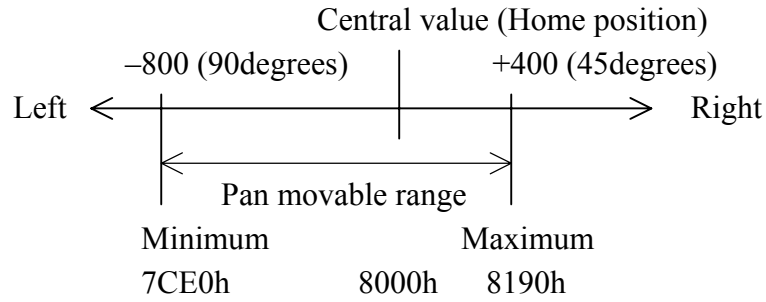 Central value (Home position)
–800 (90degrees) +400 (45degrees)
Left Right
Pan movable range
Minimum Maximum
7CE0h 8000h 8190h